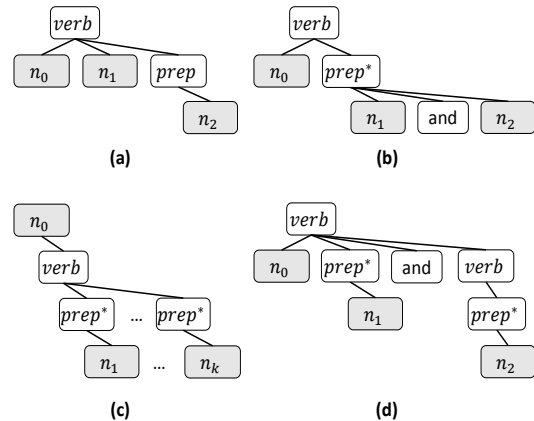 verb verb
n₀ n₁ prep n₀ prep*
n₂ n₁ and n₂
(a) (b)
n₀ verb
verb n₀ prep* and verb
prep* ... prep* n₁ prep*
n₁ ... nₖ n₂
(c) (d)